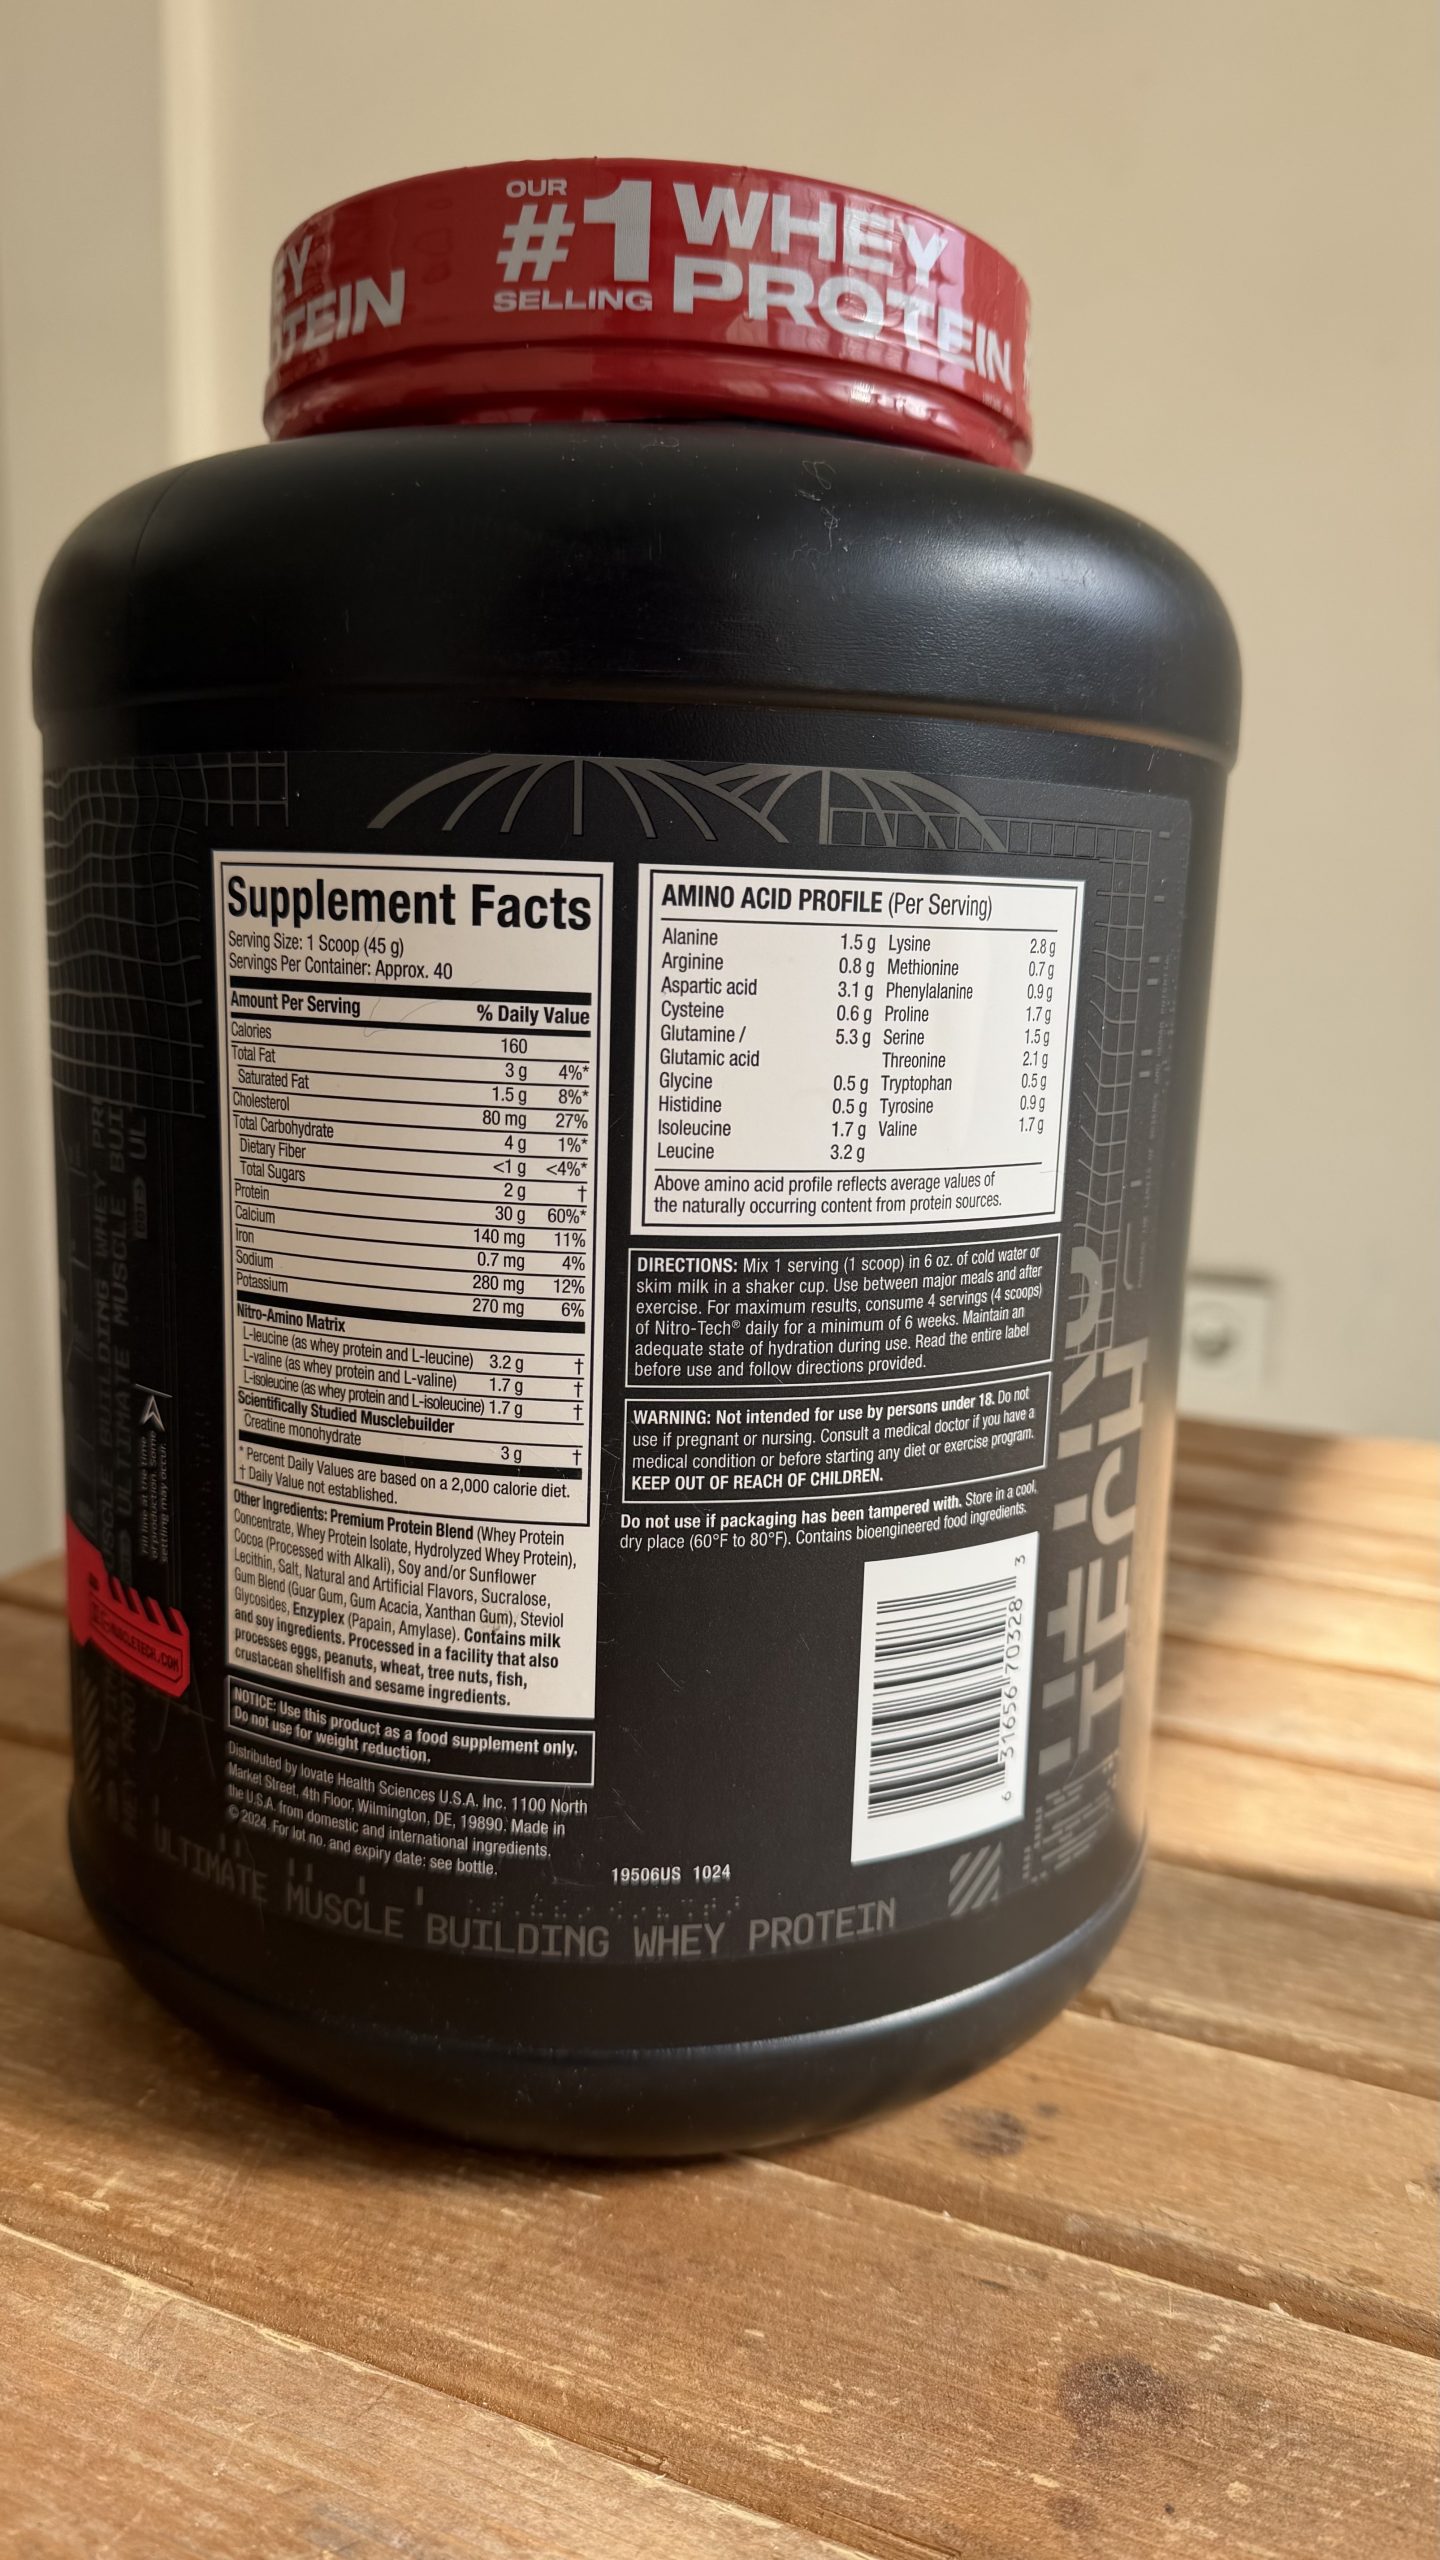 OUR
#1 WHEY
SELLING PROTEIN
EY
TEIN
Supplement Facts
Serving Size: 1 Scoop (45 g)
Servings Per Container: Approx. 40
Amount Per Serving % Daily Value
Calories 160
Total Fat 3 g 4%*
Saturated Fat 1.5 g 8%*
Cholesterol 80 mg 27%
Total Carbohydrate 4 g 1%*
Dietary Fiber <1 g <4%*
Total Sugars 2 g †
Protein 30 g 60%*
Calcium 140 mg 11%
Iron 0.7 mg 4%
Sodium 280 mg 12%
Potassium 270 mg 6%
Nitro-Amino Matrix
L-leucine (as whey protein and L-leucine) 3.2 g †
L-valine (as whey protein and L-valine) 1.7 g †
L-isoleucine (as whey protein and L-isoleucine) 1.7 g †
Scientifically Studied Musclebuilder
Creatine monohydrate 3 g †
* Percent Daily Values are based on a 2,000 calorie diet.
† Daily Value not established.
Other Ingredients: Premium Protein Blend (Whey Protein
Concentrate, Whey Protein Isolate, Hydrolyzed Whey Protein),
Cocoa (Processed with Alkali), Soy and/or Sunflower
Lecithin, Salt, Natural and Artificial Flavors, Sucralose,
Gum Blend (Guar Gum, Gum Acacia, Xanthan Gum), Steviol
Glycosides, Enzyplex (Papain, Amylase). Contains milk
and soy ingredients. Processed in a facility that also
processes eggs, peanuts, wheat, tree nuts, fish,
crustacean shellfish and sesame ingredients.
NOTICE: Use this product as a food supplement only.
Do not use for weight reduction.
Distributed by Iovate Health Sciences U.S.A. Inc. 1100 North
Market Street, 4th Floor, Wilmington, DE, 19890. Made in
the U.S.A. from domestic and international ingredients.
© 2024. For lot no. and expiry date: see bottle.
AMINO ACID PROFILE (Per Serving)
Alanine 1.5 g Lysine 2.8 g
Arginine 0.8 g Methionine 0.7 g
Aspartic acid 3.1 g Phenylalanine 0.9 g
Cysteine 0.6 g Proline 1.7 g
Glutamine / 5.3 g Serine 1.5 g
Glutamic acid Threonine 2.1 g
Glycine 0.5 g Tryptophan 0.5 g
Histidine 0.5 g Tyrosine 0.9 g
Isoleucine 1.7 g Valine 1.7 g
Leucine 3.2 g
Above amino acid profile reflects average values of
the naturally occurring content from protein sources.
DIRECTIONS: Mix 1 serving (1 scoop) in 6 oz. of cold water or
skim milk in a shaker cup. Use between major meals and after
exercise. For maximum results, consume 4 servings (4 scoops)
of Nitro-Tech® daily for a minimum of 6 weeks. Maintain an
adequate state of hydration during use. Read the entire label
before use and follow directions provided.
WARNING: Not intended for use by persons under 18. Do not
use if pregnant or nursing. Consult a medical doctor if you have a
medical condition or before starting any diet or exercise program.
KEEP OUT OF REACH OF CHILDREN.
Do not use if packaging has been tampered with. Store in a cool,
dry place (60°F to 80°F). Contains bioengineered food ingredients.
6 31656 70328 3
19506US 1024
ULTIMATE MUSCLE BUILDING WHEY PROTEIN
TECH